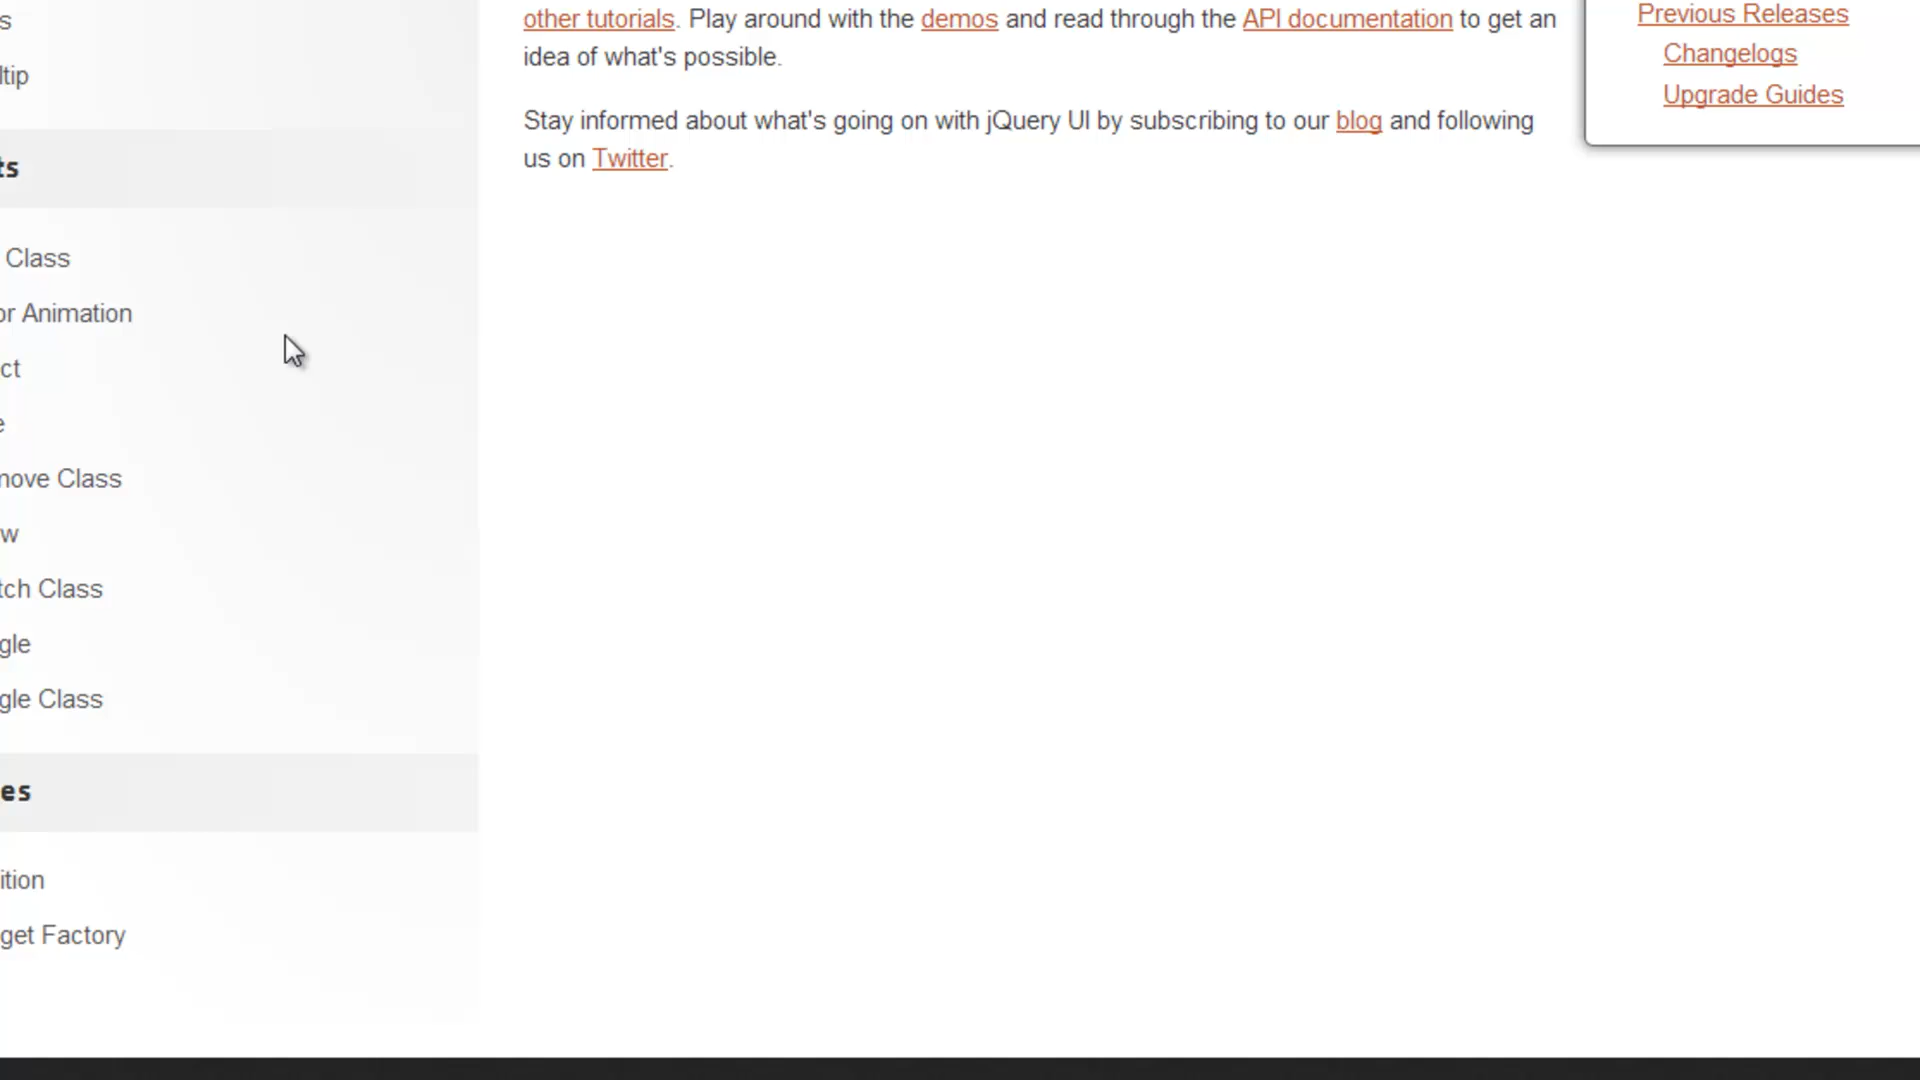 s
ltip
ts
Class
or Animation
ct
e
nove Class
w
tch Class
gle
gle Class
es
ition
get Factory
other tutorials. Play around with the demos and read through the API documentation to get an
idea of what's possible.
Stay informed about what's going on with jQuery UI by subscribing to our blog and following
us on Twitter.
Previous Releases
Changelogs
Upgrade Guides